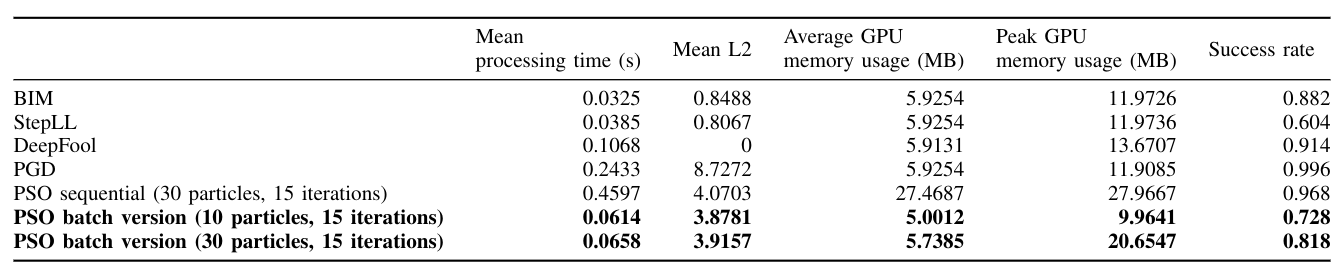 Mean processing time (s) Mean L2 Average GPU memory usage (MB) Peak GPU memory usage (MB) Success rate
BIM 0.0325 0.8488 5.9254 11.9726 0.882
StepLL 0.0385 0.8067 5.9254 11.9736 0.604
DeepFool 0.1068 0 5.9131 13.6707 0.914
PGD 0.2433 8.7272 5.9254 11.9085 0.996
PSO sequential (30 particles, 15 iterations) 0.4597 4.0703 27.4687 27.9667 0.968
PSO batch version (10 particles, 15 iterations) 0.0614 3.8781 5.0012 9.9641 0.728
PSO batch version (30 particles, 15 iterations) 0.0658 3.9157 5.7385 20.6547 0.818